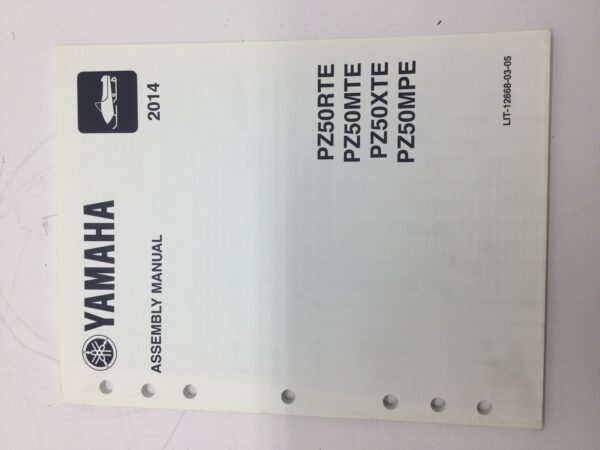 YAMAHA
ASSEMBLY MANUAL
2014
PZ50RTE
PZ50MTE
PZ50XTE
PZ50MPE
LIT-12668-03-05